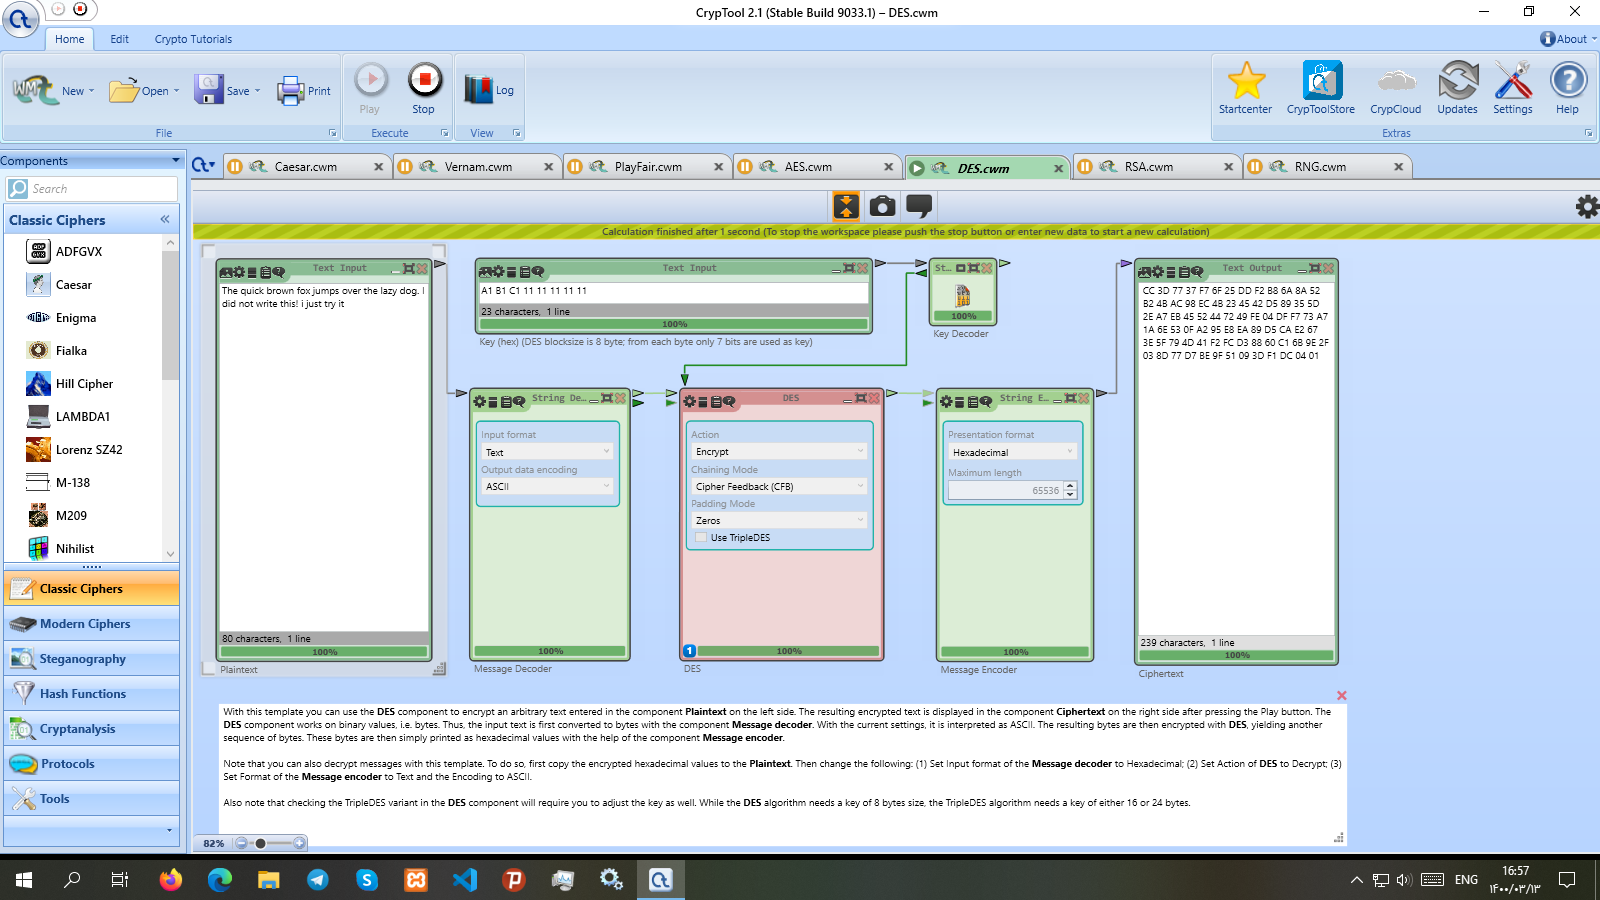 CrypTool 2.1 (Stable Build 9033.1) – DES.cwm
Home Edit Crypto Tutorials
About
New Open Save Print
Play Stop
Log
Startcenter CrypToolStore CrypCloud Updates Settings Help
File Execute View Extras
Components
Caesar.cwm Vernam.cwm PlayFair.cwm AES.cwm DES.cwm RSA.cwm RNG.cwm
Search
Classic Ciphers
ADFGVX
Caesar
Enigma
Fialka
Hill Cipher
LAMBDA1
Lorenz SZ42
M-138
M209
Nihilist
Classic Ciphers
Modern Ciphers
Steganography
Hash Functions
Cryptanalysis
Protocols
Tools
Calculation finished after 1 second (To stop the workspace please push the stop button or enter new data to start a new calculation)
Text Input
The quick brown fox jumps over the lazy dog. I
did not write this! i just try it
80 characters, 1 line
100%
Plaintext
Text Input
A1 B1 C1 11 11 11 11 11
23 characters, 1 line
100%
Key (hex) (DES blocksize is 8 byte; from each byte only 7 bits are used as key)
St...
100%
Key Decoder
String De...
Input format
Text
Output data encoding
ASCII
100%
Message Decoder
DES
Action
Encrypt
Chaining Mode
Cipher Feedback (CFB)
Padding Mode
Zeros
Use TripleDES
1
100%
DES
String E...
Presentation format
Hexadecimal
Maximum length
65536
100%
Message Encoder
Text Output
CC 3D 77 37 F7 6F 25 DD F2 B8 6A 8A 52
B2 4B AC 98 EC 4B 23 45 42 D5 89 35 5D
2E A7 EB 45 52 44 72 49 FE 04 DF F7 73 A7
1A 6E 53 0F A2 95 E8 EA 89 D5 CA E2 67
3E 5F 79 4D 41 F2 FC D3 88 60 C1 6B 9E 2F
03 8D 77 D7 BE 9F 51 09 3D F1 DC 04 01
239 characters, 1 line
100%
Ciphertext
With this template you can use the DES component to encrypt an arbitrary text entered in the component Plaintext on the left side. The resulting encrypted text is displayed in the component Ciphertext on the right side after pressing the Play button. The
DES component works on binary values, i.e. bytes. Thus, the input text is first converted to bytes with the component Message decoder. With the current settings, it is interpreted as ASCII. The resulting bytes are then encrypted with DES, yielding another
sequence of bytes. These bytes are then simply printed as hexadecimal values with the help of the component Message encoder.
Note that you can also decrypt messages with this template. To do so, first copy the encrypted hexadecimal values to the Plaintext. Then change the following: (1) Set Input format of the Message decoder to Hexadecimal; (2) Set Action of DES to Decrypt; (3)
Set Format of the Message encoder to Text and the Encoding to ASCII.
Also note that checking the TripleDES variant in the DES component will require you to adjust the key as well. While the DES algorithm needs a key of 8 bytes size, the TripleDES algorithm needs a key of either 16 or 24 bytes.
82%
ENG
16:57
۱۴۰۰/۰۳/۱۳